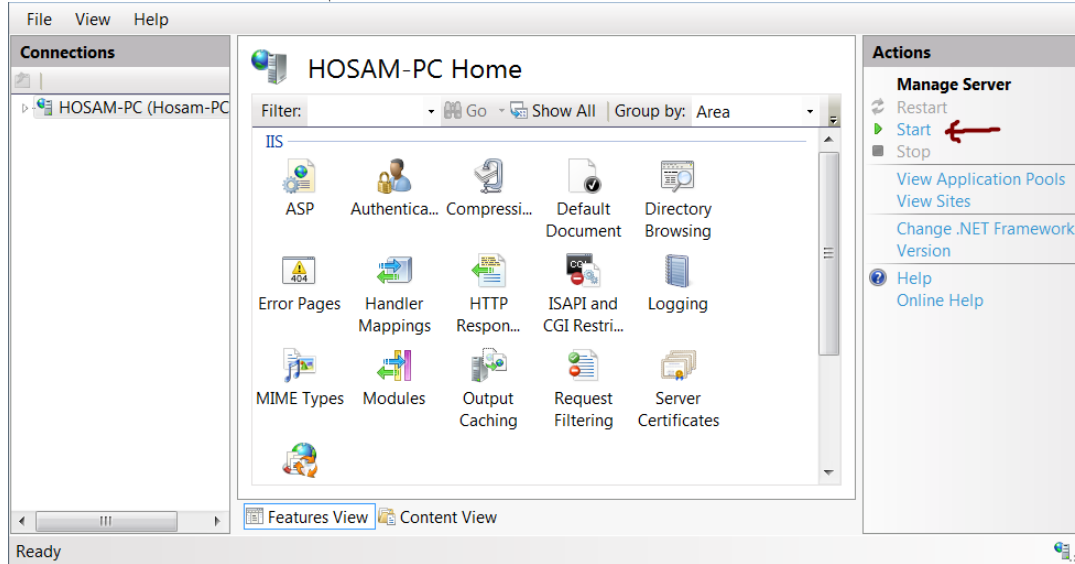 File View Help
Connections
HOSAM-PC (Hosam-PC
HOSAM-PC Home
Filter: Go Show All Group by: Area
IIS
ASP Authentica... Compressi... Default Document Directory Browsing
Error Pages Handler Mappings HTTP Respon... ISAPI and CGI Restri... Logging
MIME Types Modules Output Caching Request Filtering Server Certificates
Features View Content View
Actions
Manage Server
Restart
Start
Stop
View Application Pools
View Sites
Change .NET Framework
Version
Help
Online Help
Ready